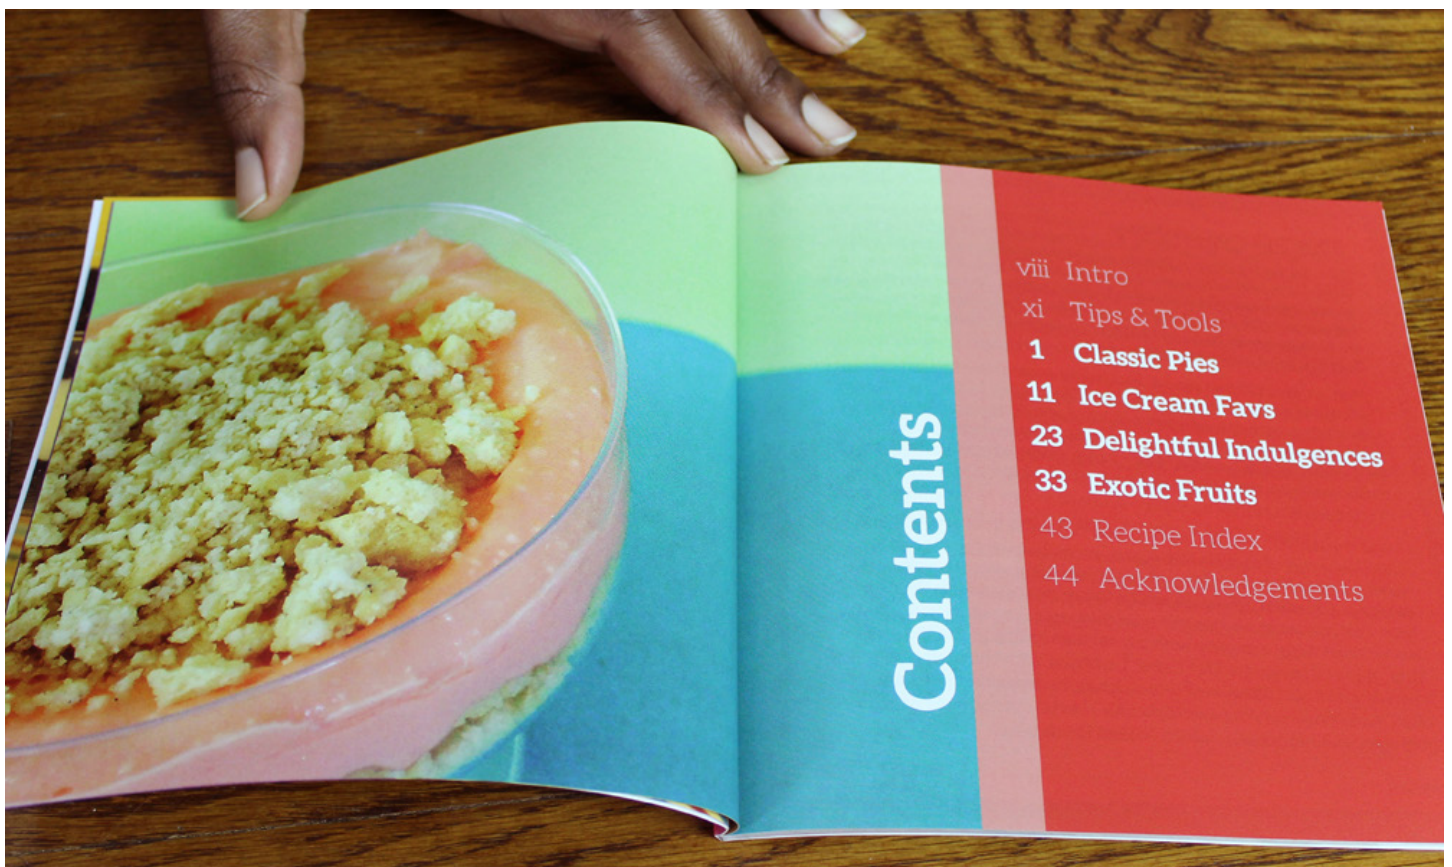 Contents
viii Intro
xi Tips & Tools
1 Classic Pies
11 Ice Cream Favs
23 Delightful Indulgences
33 Exotic Fruits
43 Recipe Index
44 Acknowledgements